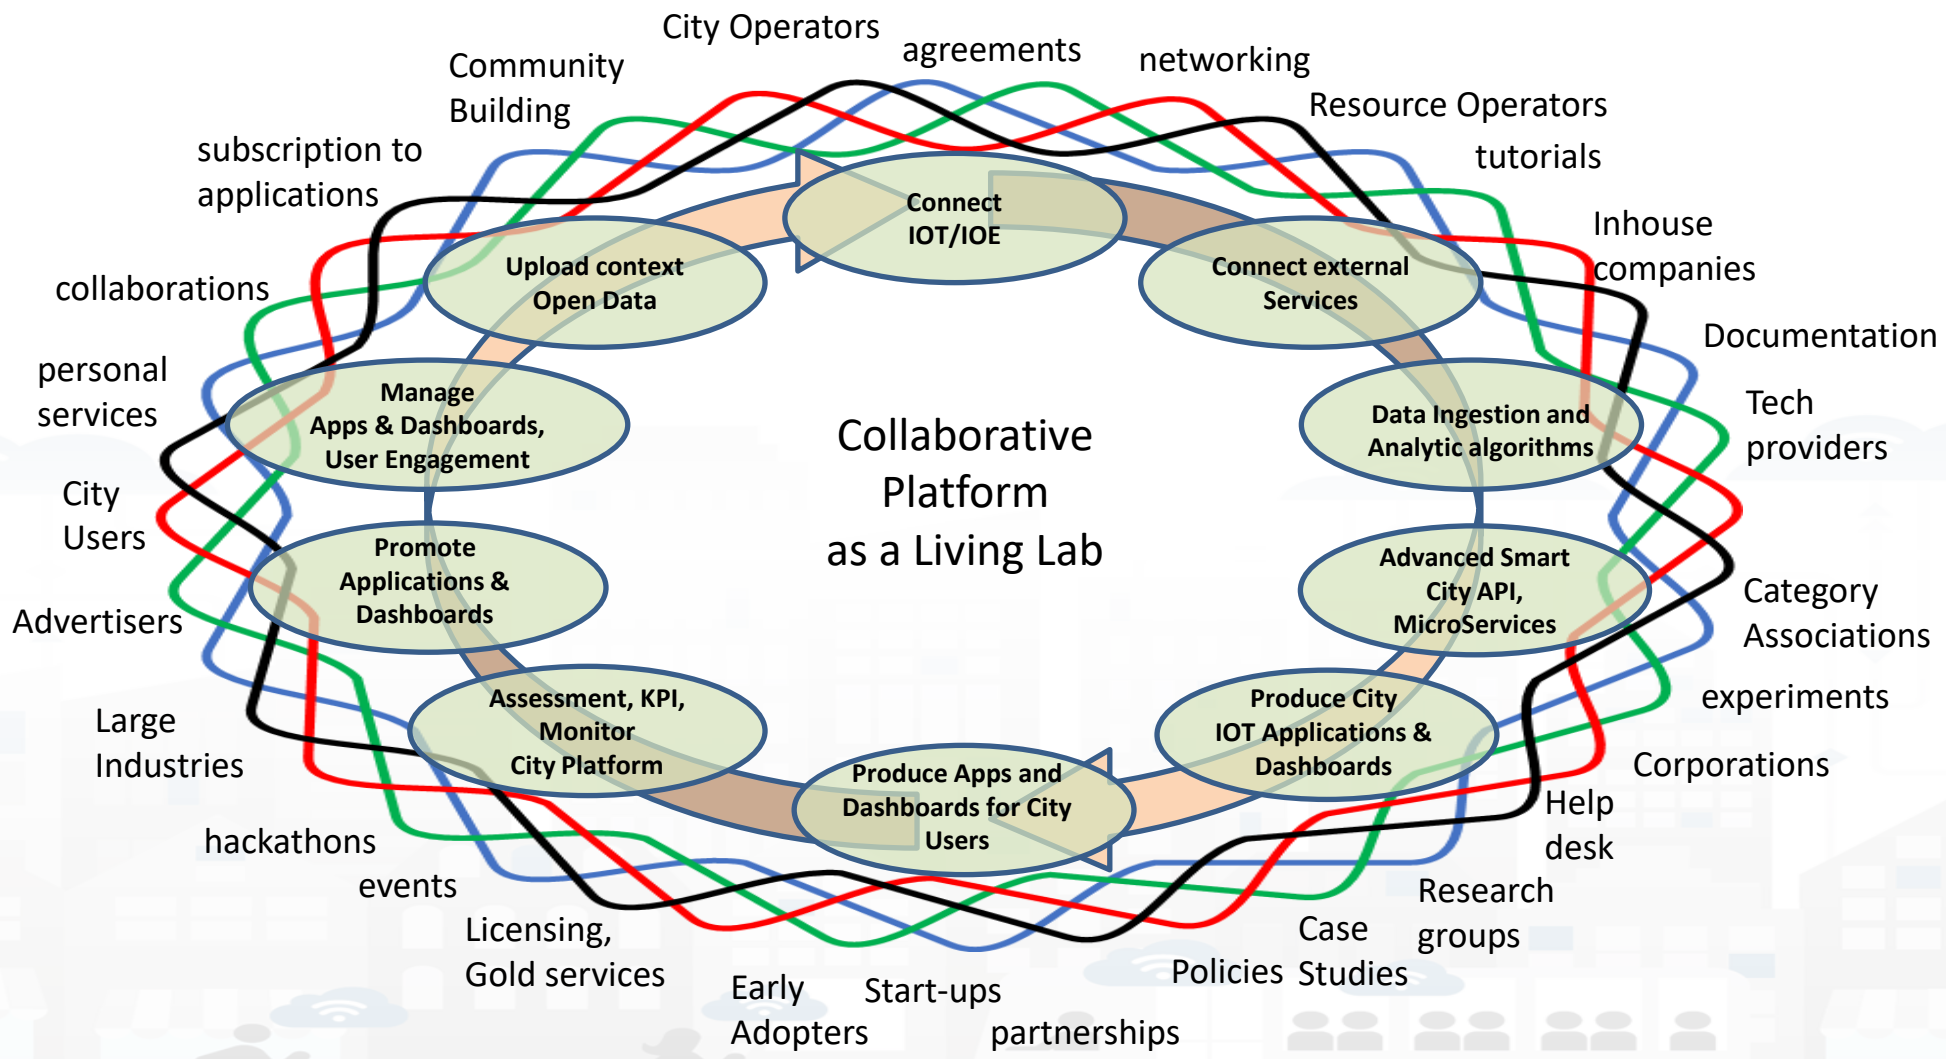 City Operators
agreements
networking
Community
Building
Resource Operators
tutorials
subscription to
applications
Inhouse
companies
collaborations
Documentation
personal
services
Tech
providers
City
Users
Category
Associations
Advertisers
experiments
Large
Industries
Corporations
Help
desk
hackathons
events
Research
groups
Licensing,
Gold services
Case
Studies
Policies
Early
Adopters
Start-ups
partnerships
Connect
IOT/IOE
Upload context
Open Data
Connect external
Services
Manage
Apps & Dashboards,
User Engagement
Data Ingestion and
Analytic algorithms
Collaborative
Platform
as a Living Lab
Promote
Applications &
Dashboards
Advanced Smart
City API,
MicroServices
Assessment, KPI,
Monitor
City Platform
Produce City
IOT Applications &
Dashboards
Produce Apps and
Dashboards for City
Users